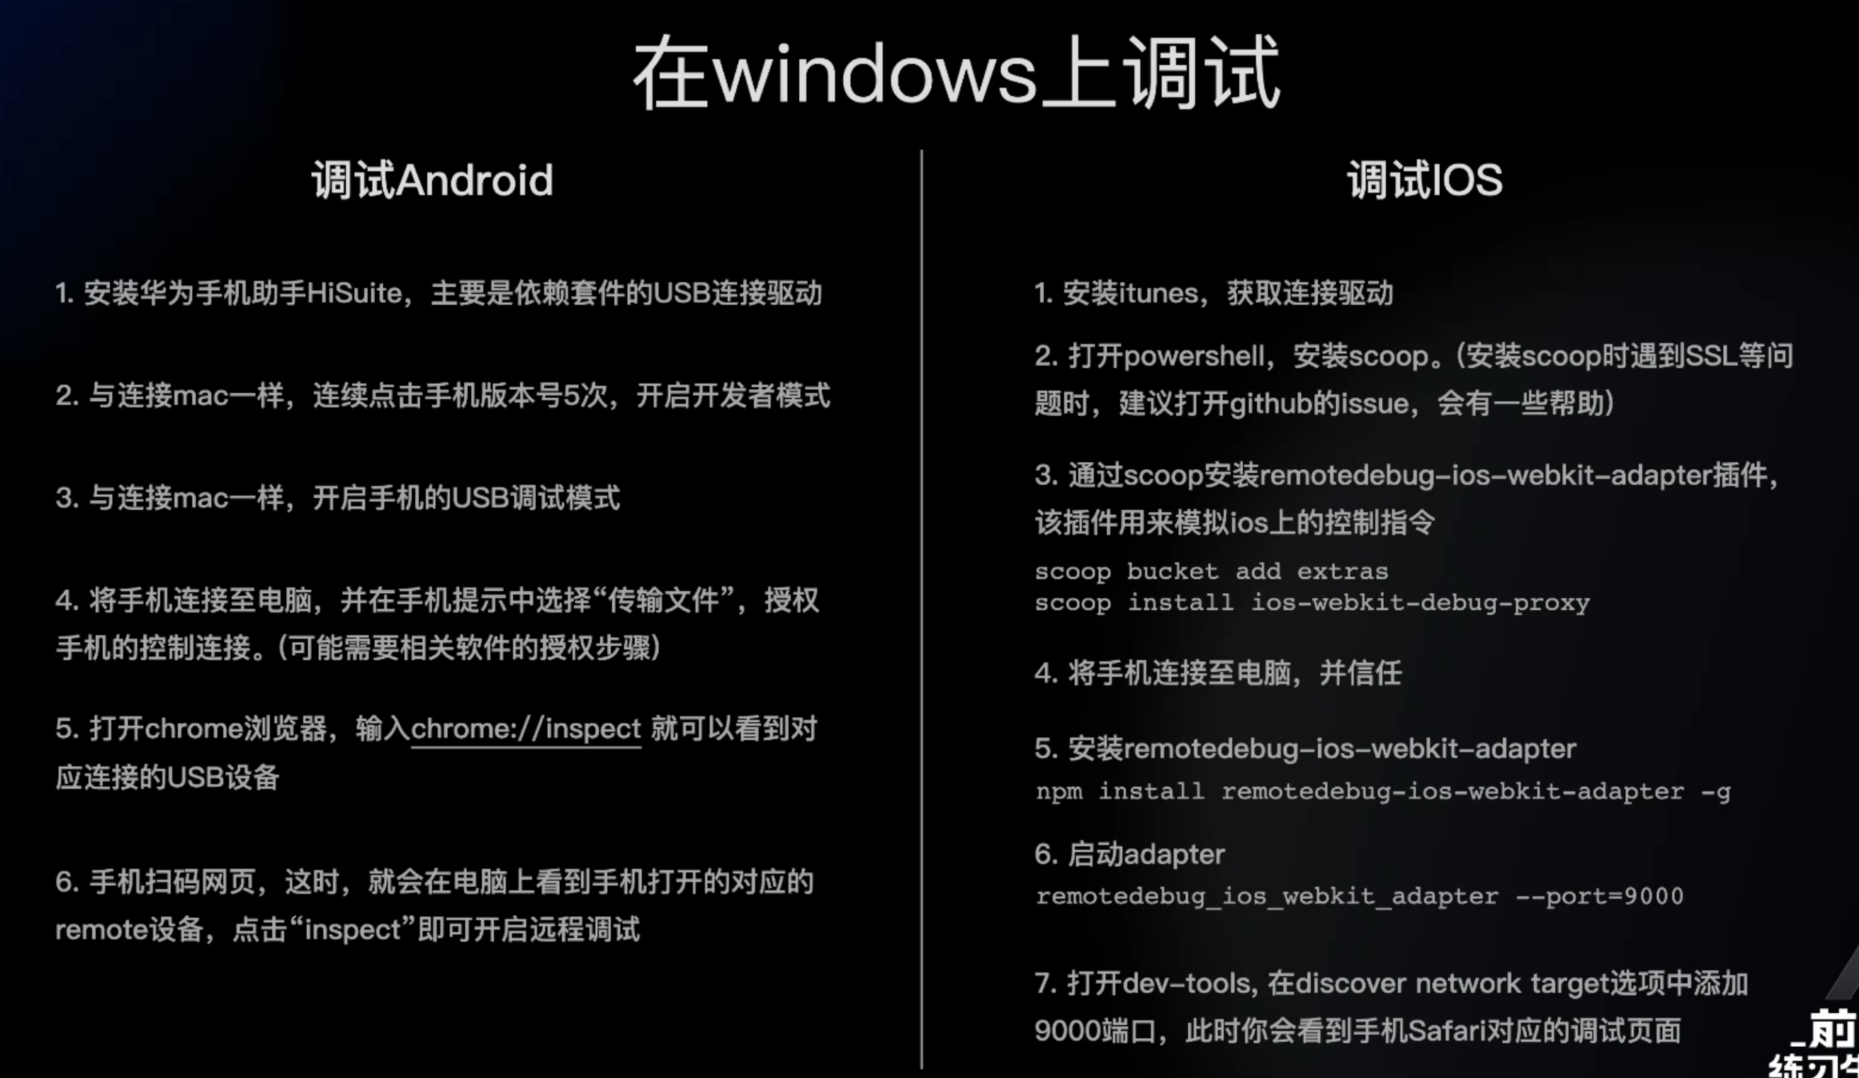 在windows上调试
调试Android
1. 安装华为手机助手HiSuite，主要是依赖套件的USB连接驱动
2. 与连接mac一样，连续点击手机版本号5次，开启开发者模式
3. 与连接mac一样，开启手机的USB调试模式
4. 将手机连接至电脑，并在手机提示中选择“传输文件”，授权
手机的控制连接。（可能需要相关软件的授权步骤）
5. 打开chrome浏览器，输入chrome://inspect 就可以看到对
应连接的USB设备
6. 手机扫码网页，这时，就会在电脑上看到手机打开的对应的
remote设备，点击“inspect”即可开启远程调试
调试IOS
1. 安装itunes，获取连接驱动
2. 打开powershell，安装scoop。（安装scoop时遇到SSL等问
题时，建议打开github的issue，会有一些帮助）
3. 通过scoop安装remotedebug-ios-webkit-adapter插件，
该插件用来模拟ios上的控制指令
scoop bucket add extras
scoop install ios-webkit-debug-proxy
4. 将手机连接至电脑，并信任
5. 安装remotedebug-ios-webkit-adapter
npm install remotedebug-ios-webkit-adapter -g
6. 启动adapter
remotedebug_ios_webkit_adapter --port=9000
7. 打开dev-tools, 在discover network target选项中添加
9000端口，此时你会看到手机Safari对应的调试页面
_前
练习